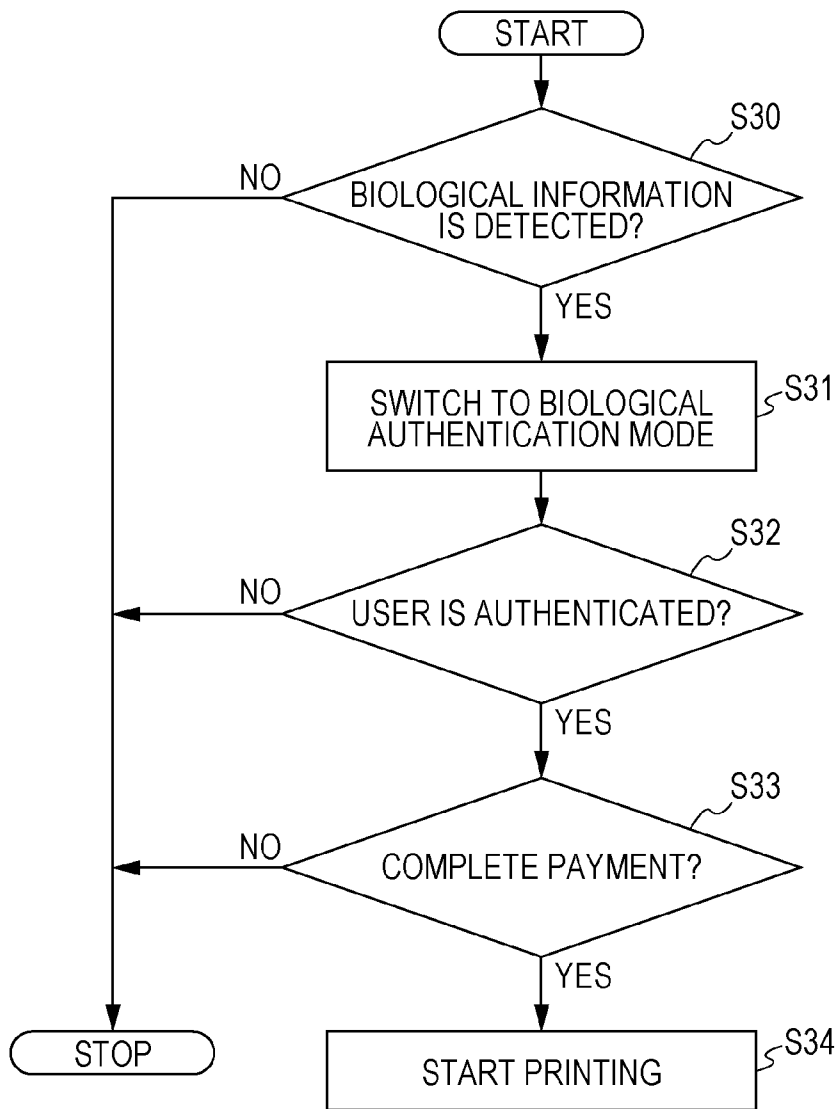 START
S30
NO
BIOLOGICAL INFORMATION
IS DETECTED?
YES
S31
SWITCH TO BIOLOGICAL
AUTHENTICATION MODE
S32
NO
USER IS AUTHENTICATED?
YES
S33
NO
COMPLETE PAYMENT?
YES
STOP
S34
START PRINTING